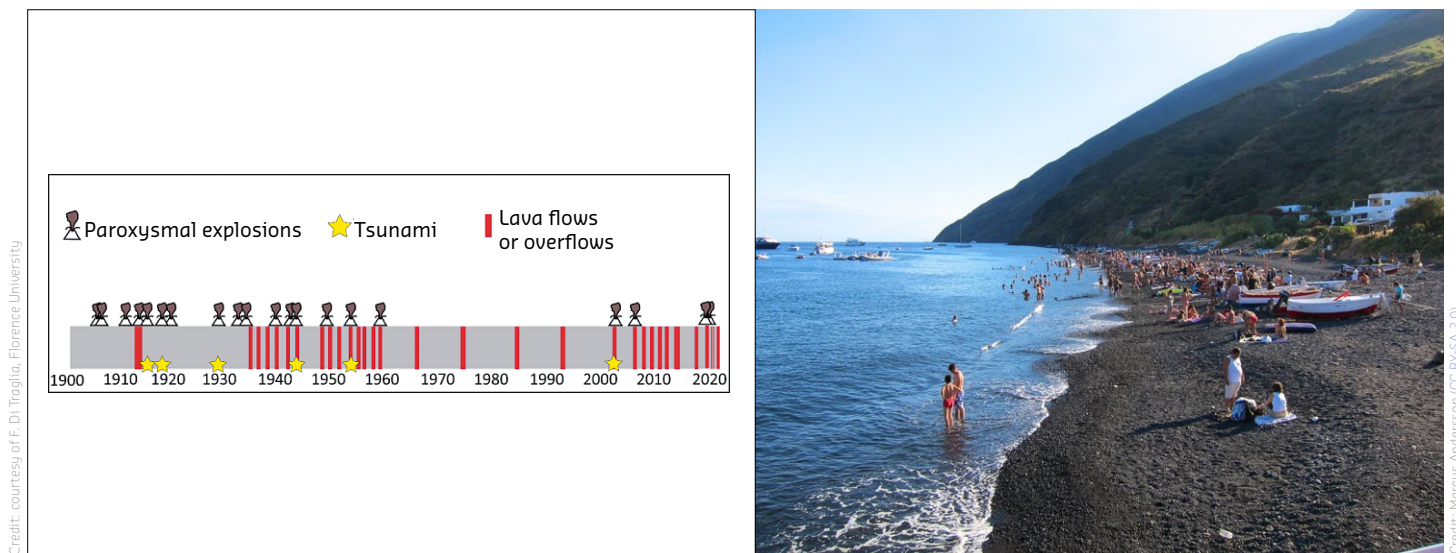 Credit: courtesy of F. Di Traglia, Florence University
Paroxysmal explosions
Tsunami
Lava flows
or overflows
1900 1910 1920 1930 1940 1950 1960 1970 1980 1990 2000 2010 2020